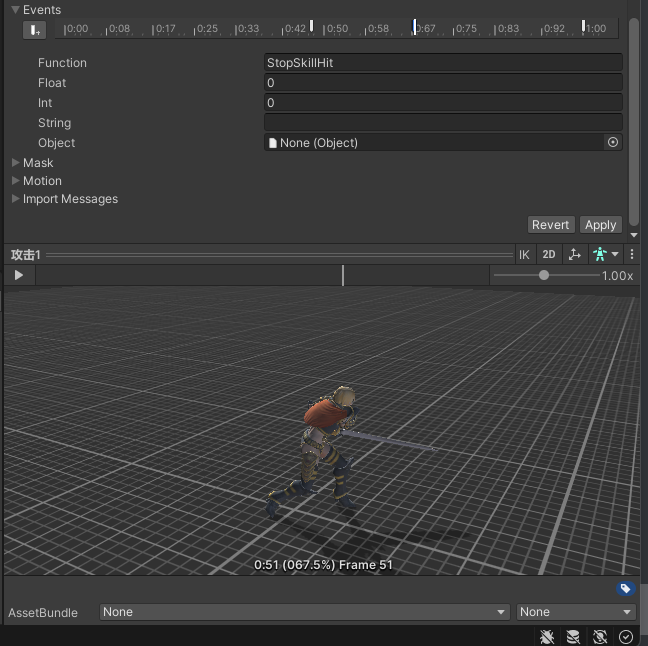 Events
0:00 0:08 0:17 0:25 0:33 0:42 0:50 0:58 0:67 0:75 0:83 0:92 1:00
Function StopSkillHit
Float 0
Int 0
String
Object None (Object)
Mask
Motion
Import Messages
Revert Apply
攻击1 IK 2D
1.00x
0:51 (067.5%) Frame 51
AssetBundle None None